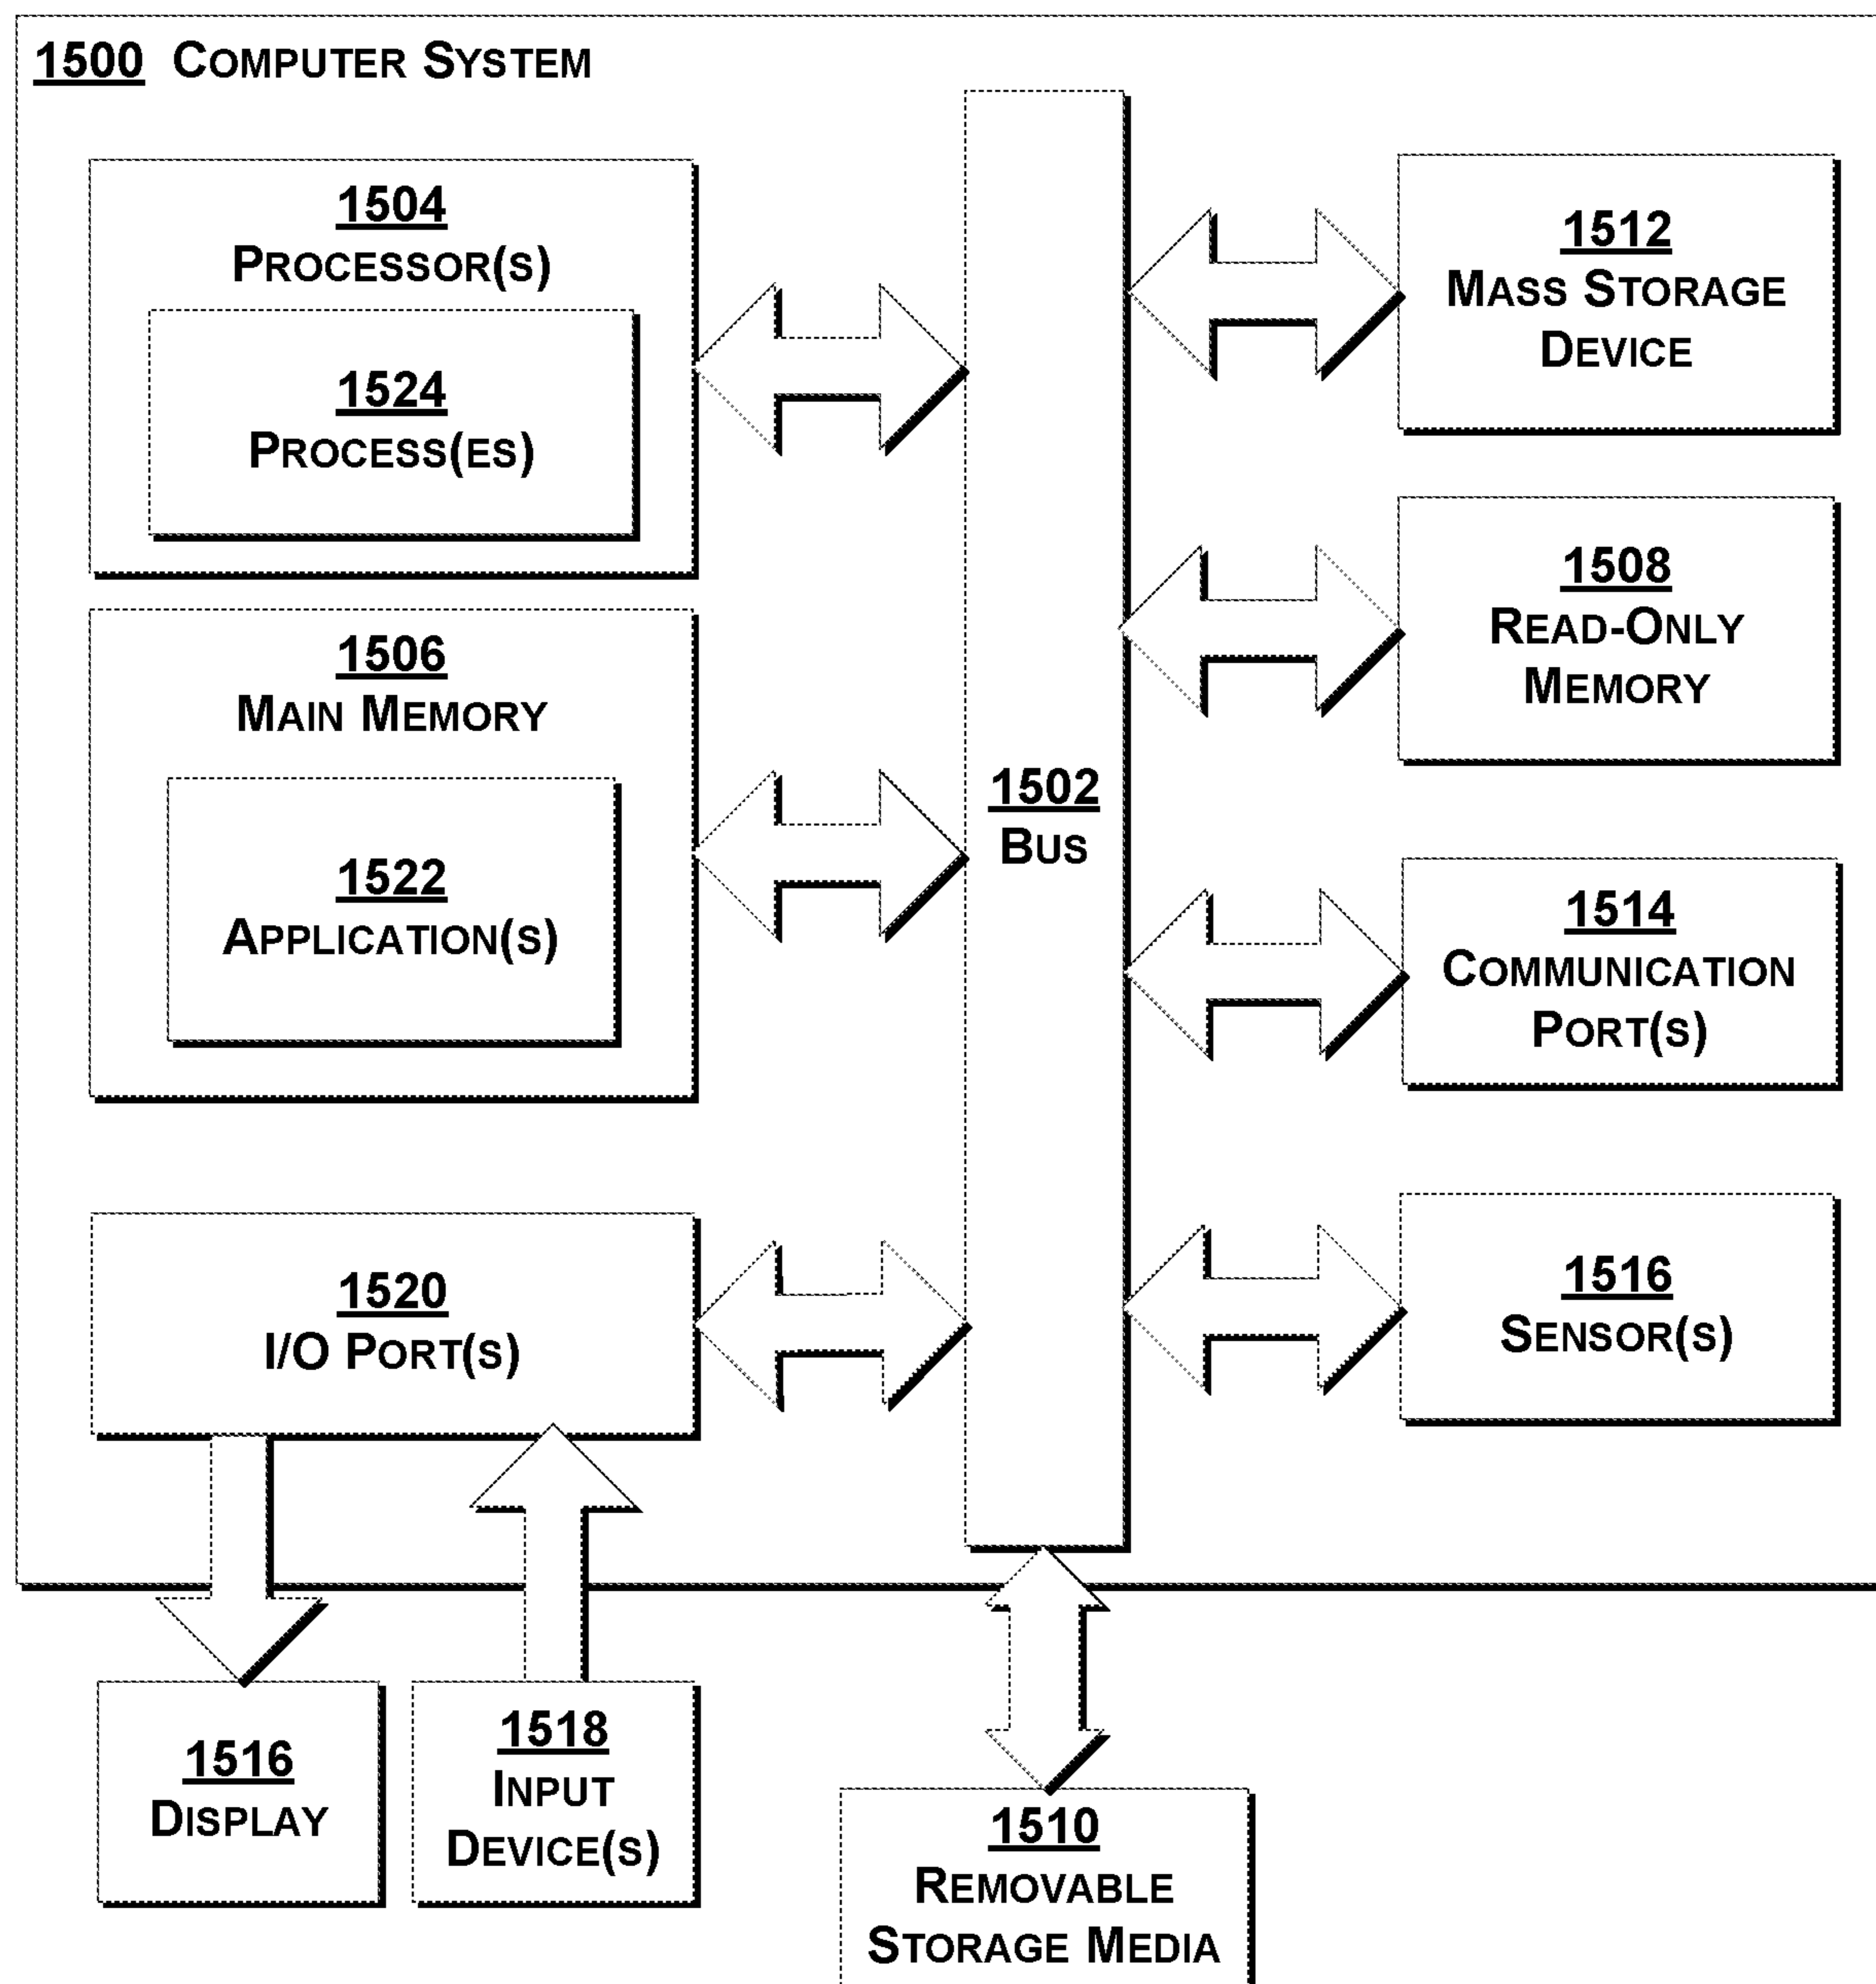 1500 COMPUTER SYSTEM
1504
PROCESSOR(S)
1524
PROCESS(ES)
1506
MAIN MEMORY
1522
APPLICATION(S)
1520
I/O PORT(S)
1502
BUS
1512
MASS STORAGE
DEVICE
1508
READ-ONLY
MEMORY
1514
COMMUNICATION
PORT(S)
1516
SENSOR(S)
1516
DISPLAY
1518
INPUT
DEVICE(S)
1510
REMOVABLE
STORAGE MEDIA